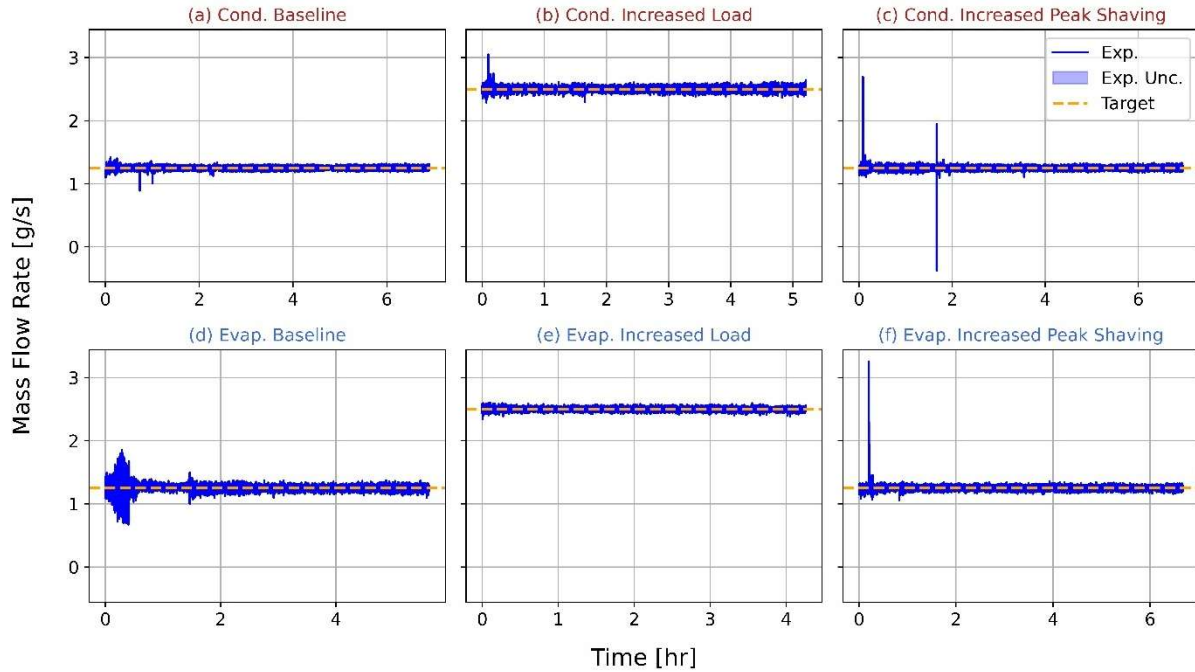 (a) Cond. Baseline
(b) Cond. Increased Load
(c) Cond. Increased Peak Shaving
Exp.
Exp. Unc.
Target
3
2
1
0
0 2 4 6
0 1 2 3 4 5
0 2 4 6
Mass Flow Rate [g/s]
(d) Evap. Baseline
(e) Evap. Increased Load
(f) Evap. Increased Peak Shaving
3
2
1
0
0 2 4
0 1 2 3 4
0 2 4 6
Time [hr]